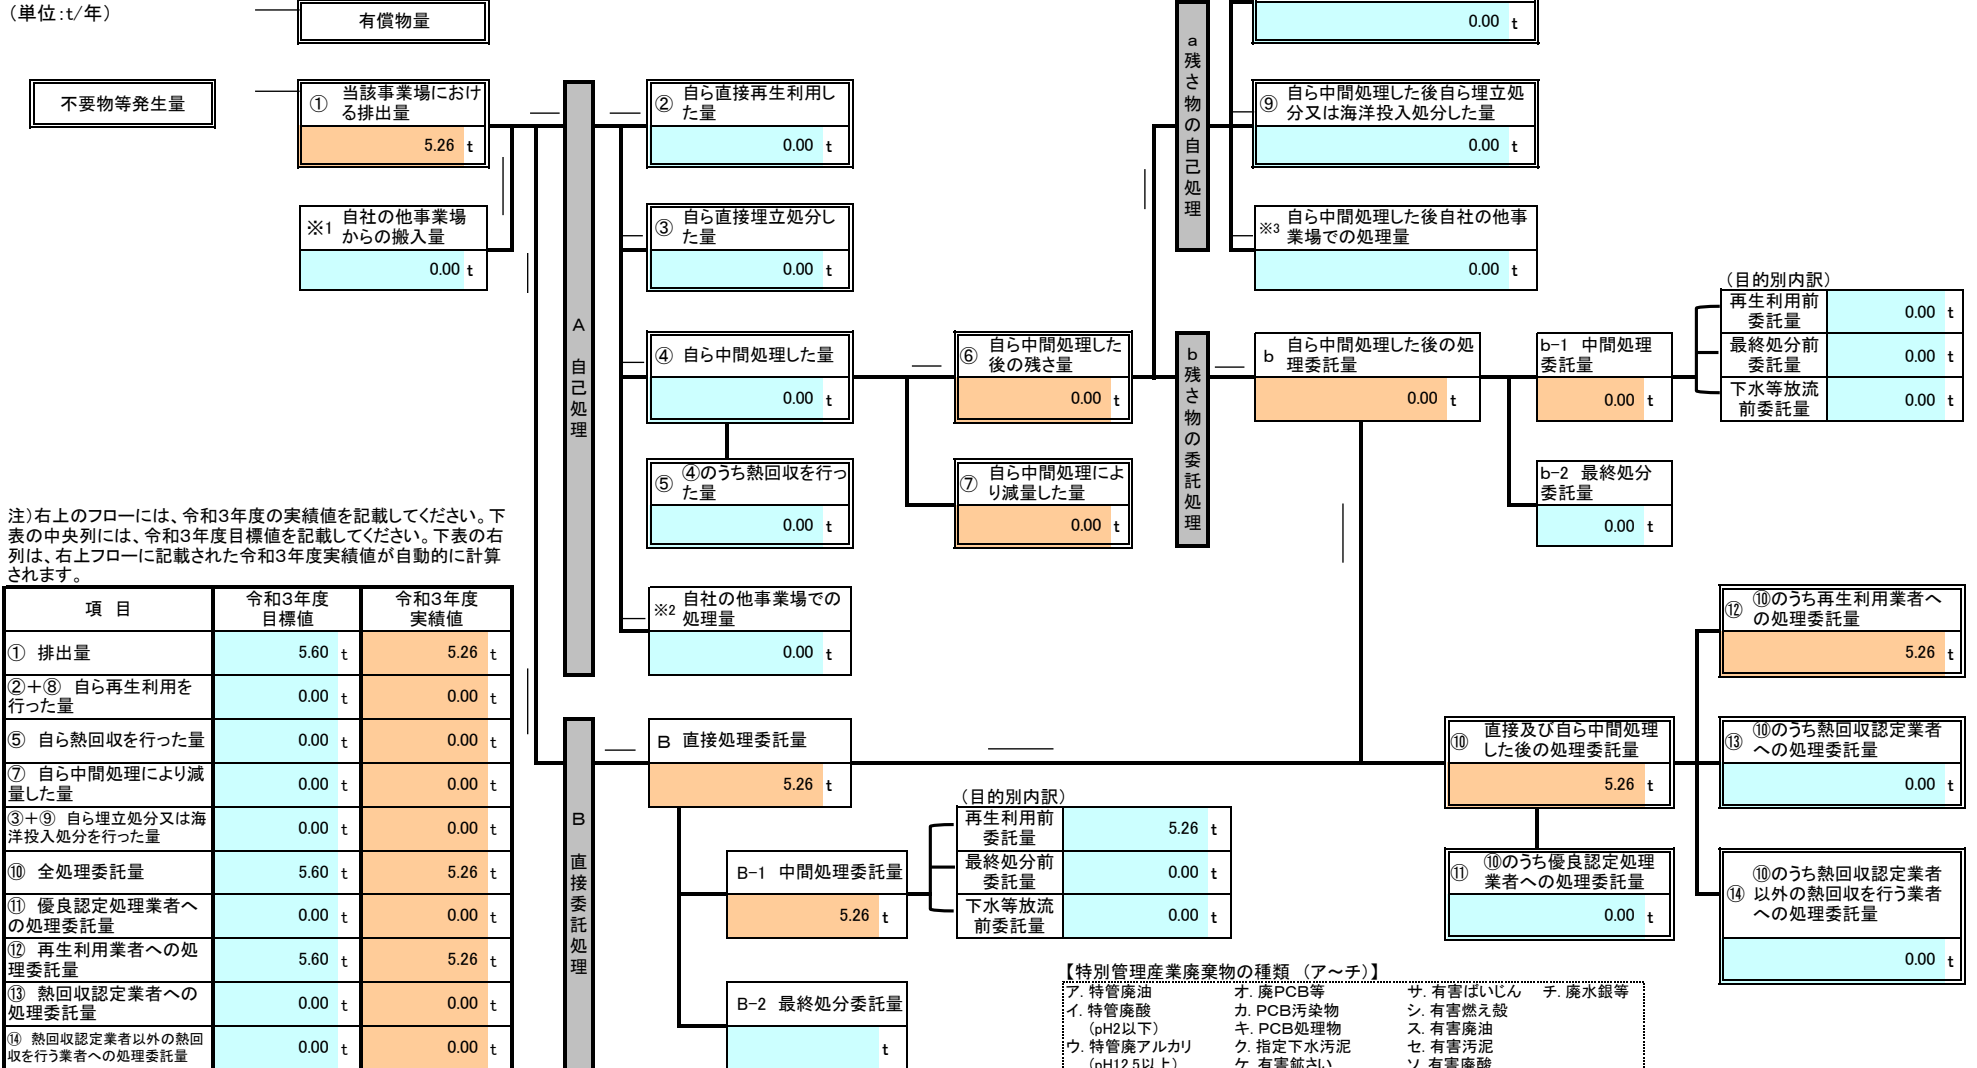 （単位:t/年）
有償物量
0.00 t
不要物等発生量
① 当該事業場におけ
る排出量
5.26 t
※1 自社の他事業場
からの搬入量
0.00 t
A 自己処理
② 自ら直接再生利用し
た量
0.00 t
③ 自ら直接埋立処分し
た量
0.00 t
④ 自ら中間処理した量
0.00 t
⑤ ④のうち熱回収を行っ
た量
0.00 t
※2 自社の他事業場での
処理量
0.00 t
⑥ 自ら中間処理した
後の残さ量
0.00 t
⑦ 自ら中間処理によ
り減量した量
0.00 t
a 残さ物の自己処理
⑨ 自ら中間処理した後自ら埋立処
分又は海洋投入処分した量
0.00 t
※3 自ら中間処理した後自社の他事
業場での処理量
0.00 t
b 残さ物の委託処理
b 自ら中間処理した後の処
理委託量
0.00 t
b-1 中間処理
委託量
0.00 t
b-2 最終処分
委託量
0.00 t
（目的別内訳）
再生利用前
委託量
0.00 t
最終処分前
委託量
0.00 t
下水等放流
前委託量
0.00 t
注）右上のフローには、令和3年度の実績値を記載してください。下
表の中央列には、令和3年度目標値を記載してください。下表の右
列は、右上フローに記載された令和3年度実績値が自動的に計算
されます。
項 目 令和3年度 目標値 令和3年度 実績値
① 排出量 5.60 t 5.26 t
②＋⑧ 自ら再生利用を
行った量 0.00 t 0.00 t
⑤ 自ら熱回収を行った量 0.00 t 0.00 t
⑦ 自ら中間処理により減
量した量 0.00 t 0.00 t
③＋⑨ 自ら埋立処分又は海
洋投入処分を行った量 0.00 t 0.00 t
⑩ 全処理委託量 5.60 t 5.26 t
⑪ 優良認定処理業者へ
の処理委託量 0.00 t 0.00 t
⑫ 再生利用業者への処
理委託量 5.60 t 5.26 t
⑬ 熱回収認定業者への
処理委託量 0.00 t 0.00 t
⑭ 熱回収認定業者以外の熱回
収を行う業者への処理委託量 0.00 t 0.00 t
B 直接委託処理
B 直接処理委託量
5.26 t
B-1 中間処理委託量
5.26 t
B-2 最終処分委託量
t
（目的別内訳）
再生利用前
委託量
5.26 t
最終処分前
委託量
0.00 t
下水等放流
前委託量
0.00 t
⑩ 直接及び自ら中間処理
した後の処理委託量
5.26 t
⑪ ⑩のうち優良認定処理
業者への処理委託量
0.00 t
⑫ ⑩のうち再生利用業者へ
の処理委託量
5.26 t
⑬ ⑩のうち熱回収認定業者
への処理委託量
0.00 t
⑭ ⑩のうち熱回収認定業者
以外の熱回収を行う業者
への処理委託量
0.00 t
【特別管理産業廃棄物の種類 （ア～チ）】
ア. 特管廃油 オ. 廃PCB等 サ. 有害ばいじん チ. 廃水銀等
イ. 特管廃酸 カ. PCB汚染物 シ. 有害燃え殻
（pH2以下） キ. PCB処理物 ス. 有害廃油
ウ. 特管廃アルカリ ク. 指定下水汚泥 セ. 有害汚泥
（pH12.5以上） ケ. 有害鉱さい ソ. 有害廃酸